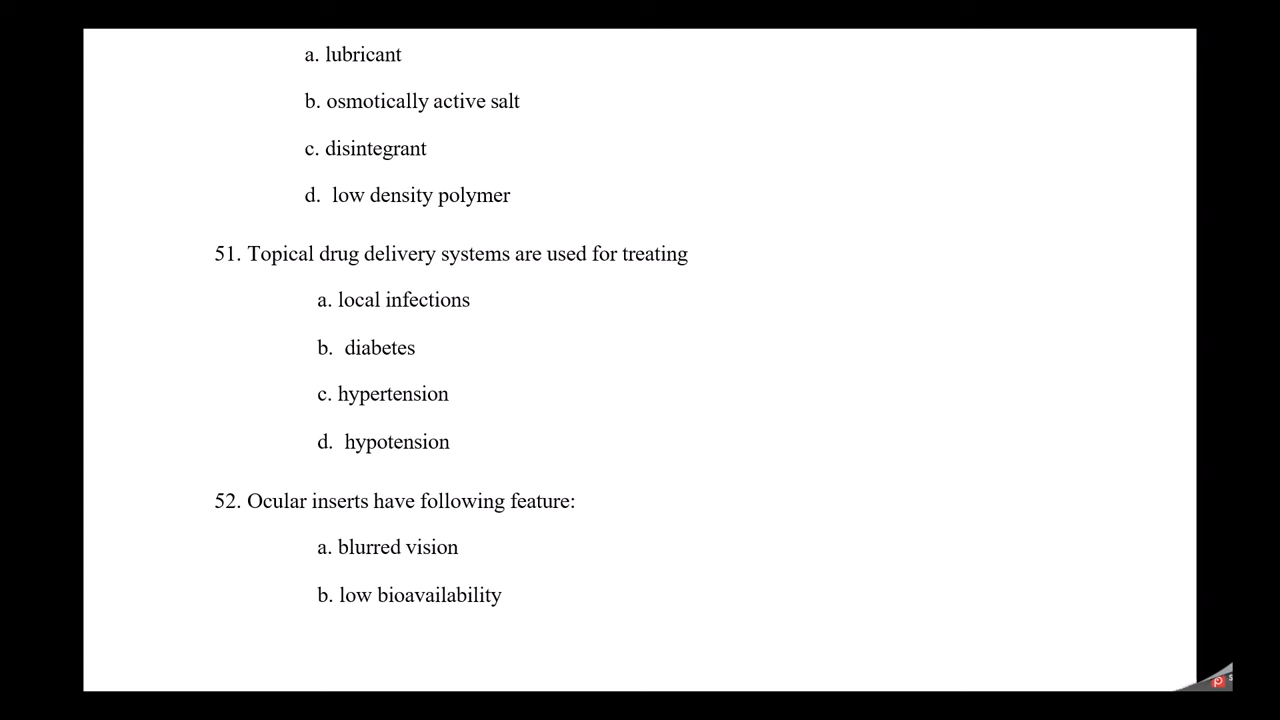 a. lubricant
b. osmotically active salt
c. disintegrant
d. low density polymer
51. Topical drug delivery systems are used for treating
a. local infections
b. diabetes
c. hypertension
d. hypotension
52. Ocular inserts have following feature:
a. blurred vision
b. low bioavailability